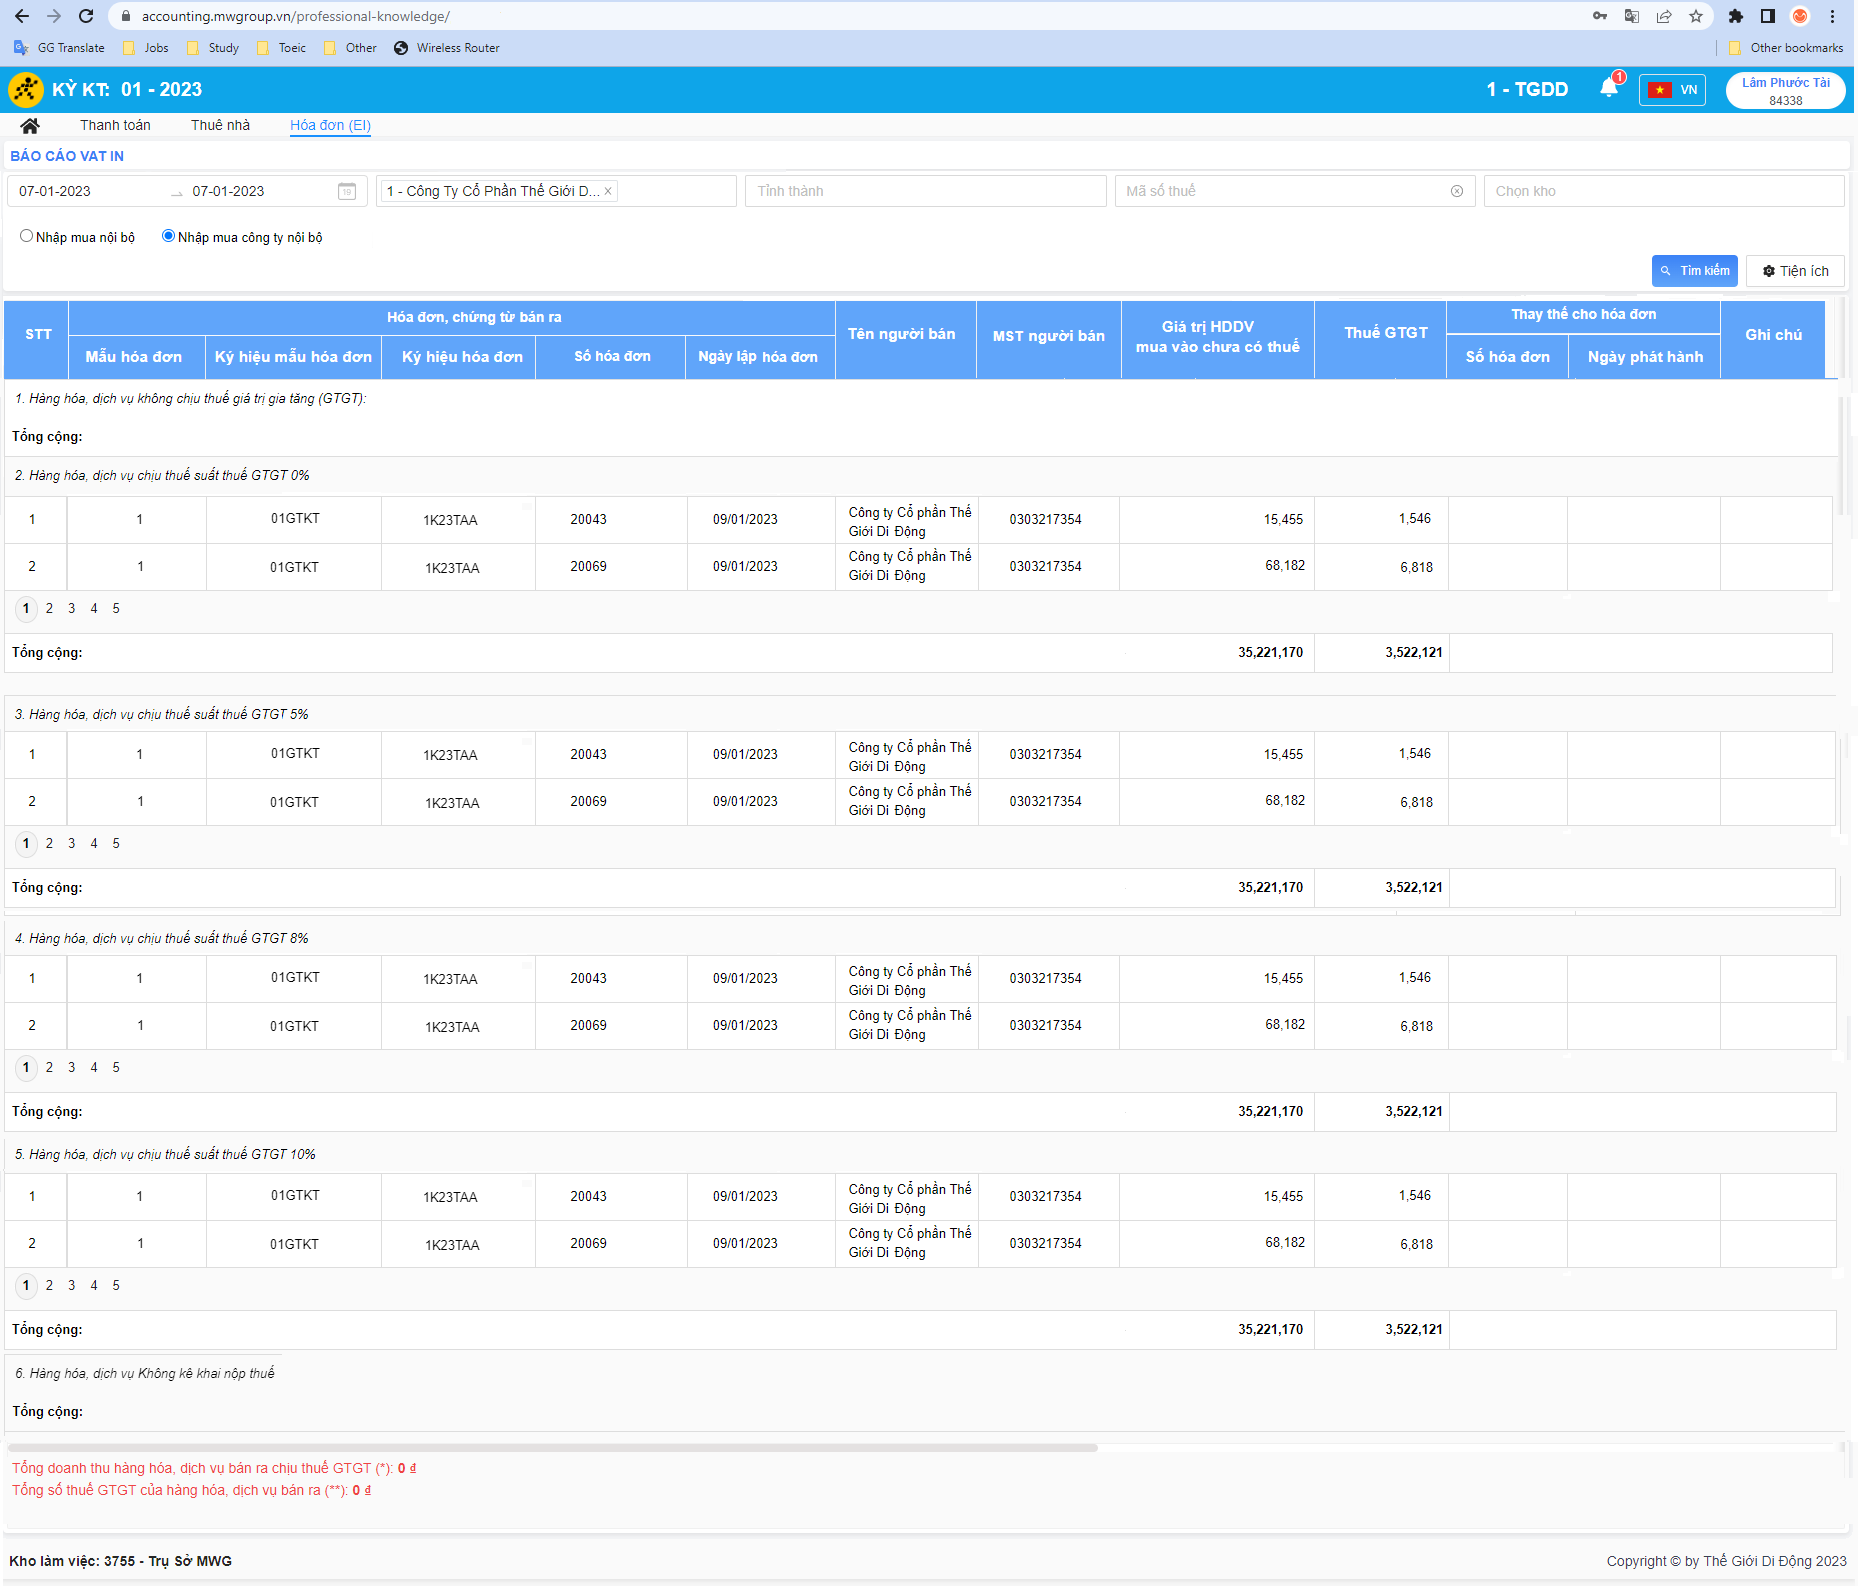 accounting.mwgroup.vn/professional-knowledge/
GG Translate Jobs Study Toeic Other Wireless Router Other bookmarks
KỲ KT: 01 - 2023 1 - TGDD 1 VN Lâm Phước Tài
84338
Thanh toán Thuê nhà Hóa đơn (EI)
BÁO CÁO VAT IN
07-01-2023 → 07-01-2023 19 1 - Công Ty Cổ Phần Thế Giới D... × Tỉnh thành Mã số thuế Chọn kho
Nhập mua nội bộ Nhập mua công ty nội bộ
Tìm kiếm Tiện ích
STT Hóa đơn, chứng từ bán ra Tên người bán MST người bán Giá trị HDDV mua vào chưa có thuế Thuế GTGT Thay thế cho hóa đơn Ghi chú
Mẫu hóa đơn Ký hiệu mẫu hóa đơn Ký hiệu hóa đơn Số hóa đơn Ngày lập hóa đơn Số hóa đơn Ngày phát hành
1. Hàng hóa, dịch vụ không chịu thuế giá trị gia tăng (GTGT):
Tổng cộng:
2. Hàng hóa, dịch vụ chịu thuế suất thuế GTGT 0%
1 1 01GTKT 1K23TAA 20043 09/01/2023 Công ty Cổ phần Thế Giới Di Động 0303217354 15,455 1,546
2 1 01GTKT 1K23TAA 20069 09/01/2023 Công ty Cổ phần Thế Giới Di Động 0303217354 68,182 6,818
1 2 3 4 5
Tổng cộng: 35,221,170 3,522,121
3. Hàng hóa, dịch vụ chịu thuế suất thuế GTGT 5%
1 1 01GTKT 1K23TAA 20043 09/01/2023 Công ty Cổ phần Thế Giới Di Động 0303217354 15,455 1,546
2 1 01GTKT 1K23TAA 20069 09/01/2023 Công ty Cổ phần Thế Giới Di Động 0303217354 68,182 6,818
1 2 3 4 5
Tổng cộng: 35,221,170 3,522,121
4. Hàng hóa, dịch vụ chịu thuế suất thuế GTGT 8%
1 1 01GTKT 1K23TAA 20043 09/01/2023 Công ty Cổ phần Thế Giới Di Động 0303217354 15,455 1,546
2 1 01GTKT 1K23TAA 20069 09/01/2023 Công ty Cổ phần Thế Giới Di Động 0303217354 68,182 6,818
1 2 3 4 5
Tổng cộng: 35,221,170 3,522,121
5. Hàng hóa, dịch vụ chịu thuế suất thuế GTGT 10%
1 1 01GTKT 1K23TAA 20043 09/01/2023 Công ty Cổ phần Thế Giới Di Động 0303217354 15,455 1,546
2 1 01GTKT 1K23TAA 20069 09/01/2023 Công ty Cổ phần Thế Giới Di Động 0303217354 68,182 6,818
1 2 3 4 5
Tổng cộng: 35,221,170 3,522,121
6. Hàng hóa, dịch vụ Không kê khai nộp thuế
Tổng cộng:
Tổng doanh thu hàng hóa, dịch vụ bán ra chịu thuế GTGT (*): 0 ₫
Tổng số thuế GTGT của hàng hóa, dịch vụ bán ra (**): 0 ₫
Kho làm việc: 3755 - Trụ Sở MWG Copyright © by Thế Giới Di Động 2023